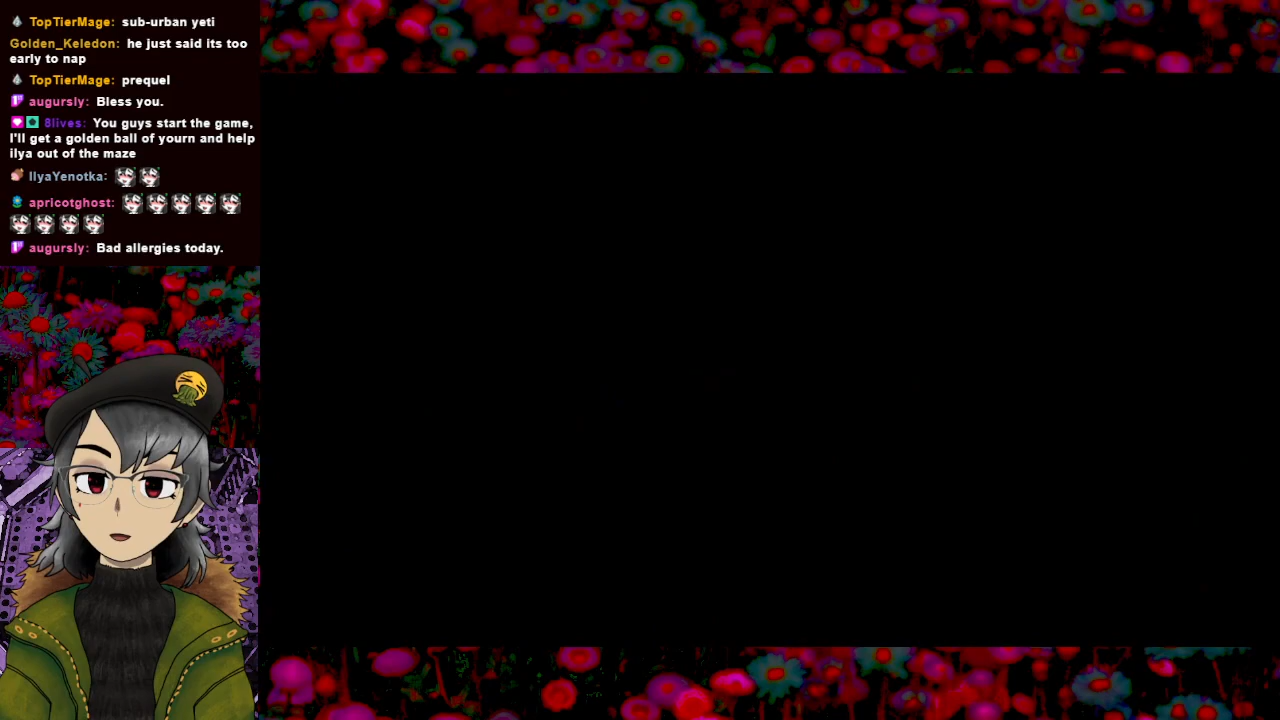 TopTierMage: sub-urban yeti
Golden_Keledon: he just said its too
early to nap
TopTierMage: prequel
augursly: Bless you.
8lives: You guys start the game,
I'll get a golden ball of yourn and help
ilya out of the maze
IlyaYenotka:
apricotghost:
augursly: Bad allergies today.